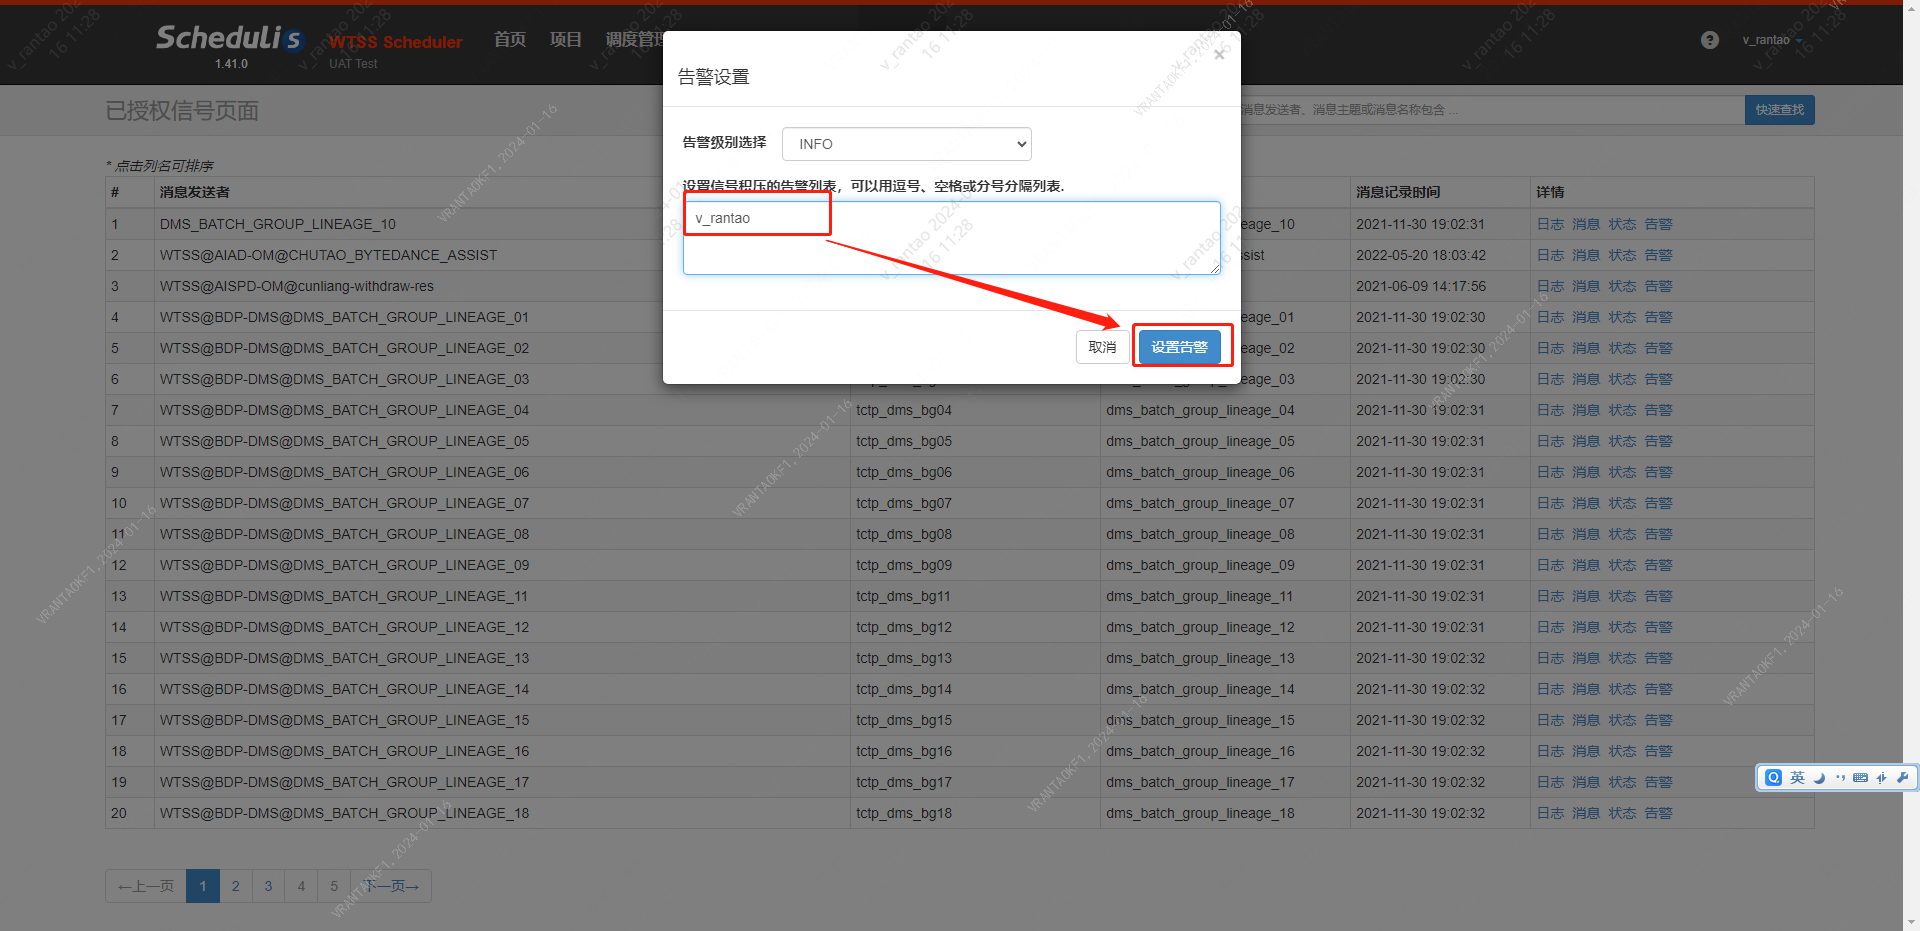 Schedulis
1.41.0
WTSS Scheduler
UAT Test
首页 项目 调度管理
? v_rantao
已授权信号页面
消息发送者、消息主题或消息名称包含 ...
快速查找
告警设置
×
告警级别选择 INFO
设置信号积压的告警列表，可以用逗号、空格或分号分隔列表.
v_rantao
取消 设置告警
* 点击列名可排序
# 消息发送者 消息记录时间 详情
1 DMS_BATCH_GROUP_LINEAGE_10 eage_10 2021-11-30 19:02:31 日志 消息 状态 告警
2 WTSS@AIAD-OM@CHUTAO_BYTEDANCE_ASSIST sist 2022-05-20 18:03:42 日志 消息 状态 告警
3 WTSS@AISPD-OM@cunliang-withdraw-res 2021-06-09 14:17:56 日志 消息 状态 告警
4 WTSS@BDP-DMS@DMS_BATCH_GROUP_LINEAGE_01 eage_01 2021-11-30 19:02:30 日志 消息 状态 告警
5 WTSS@BDP-DMS@DMS_BATCH_GROUP_LINEAGE_02 eage_02 2021-11-30 19:02:30 日志 消息 状态 告警
6 WTSS@BDP-DMS@DMS_BATCH_GROUP_LINEAGE_03 eage_03 2021-11-30 19:02:30 日志 消息 状态 告警
7 WTSS@BDP-DMS@DMS_BATCH_GROUP_LINEAGE_04 tctp_dms_bg04 dms_batch_group_lineage_04 2021-11-30 19:02:31 日志 消息 状态 告警
8 WTSS@BDP-DMS@DMS_BATCH_GROUP_LINEAGE_05 tctp_dms_bg05 dms_batch_group_lineage_05 2021-11-30 19:02:31 日志 消息 状态 告警
9 WTSS@BDP-DMS@DMS_BATCH_GROUP_LINEAGE_06 tctp_dms_bg06 dms_batch_group_lineage_06 2021-11-30 19:02:31 日志 消息 状态 告警
10 WTSS@BDP-DMS@DMS_BATCH_GROUP_LINEAGE_07 tctp_dms_bg07 dms_batch_group_lineage_07 2021-11-30 19:02:31 日志 消息 状态 告警
11 WTSS@BDP-DMS@DMS_BATCH_GROUP_LINEAGE_08 tctp_dms_bg08 dms_batch_group_lineage_08 2021-11-30 19:02:31 日志 消息 状态 告警
12 WTSS@BDP-DMS@DMS_BATCH_GROUP_LINEAGE_09 tctp_dms_bg09 dms_batch_group_lineage_09 2021-11-30 19:02:31 日志 消息 状态 告警
13 WTSS@BDP-DMS@DMS_BATCH_GROUP_LINEAGE_11 tctp_dms_bg11 dms_batch_group_lineage_11 2021-11-30 19:02:31 日志 消息 状态 告警
14 WTSS@BDP-DMS@DMS_BATCH_GROUP_LINEAGE_12 tctp_dms_bg12 dms_batch_group_lineage_12 2021-11-30 19:02:31 日志 消息 状态 告警
15 WTSS@BDP-DMS@DMS_BATCH_GROUP_LINEAGE_13 tctp_dms_bg13 dms_batch_group_lineage_13 2021-11-30 19:02:32 日志 消息 状态 告警
16 WTSS@BDP-DMS@DMS_BATCH_GROUP_LINEAGE_14 tctp_dms_bg14 dms_batch_group_lineage_14 2021-11-30 19:02:32 日志 消息 状态 告警
17 WTSS@BDP-DMS@DMS_BATCH_GROUP_LINEAGE_15 tctp_dms_bg15 dms_batch_group_lineage_15 2021-11-30 19:02:32 日志 消息 状态 告警
18 WTSS@BDP-DMS@DMS_BATCH_GROUP_LINEAGE_16 tctp_dms_bg16 dms_batch_group_lineage_16 2021-11-30 19:02:32 日志 消息 状态 告警
19 WTSS@BDP-DMS@DMS_BATCH_GROUP_LINEAGE_17 tctp_dms_bg17 dms_batch_group_lineage_17 2021-11-30 19:02:32 日志 消息 状态 告警
20 WTSS@BDP-DMS@DMS_BATCH_GROUP_LINEAGE_18 tctp_dms_bg18 dms_batch_group_lineage_18 2021-11-30 19:02:32 日志 消息 状态 告警
←上一页 1 2 3 4 5 下一页→
英
VRANTAOKF1, 2024-01-16
v_rantao 2024-01-16 11:28